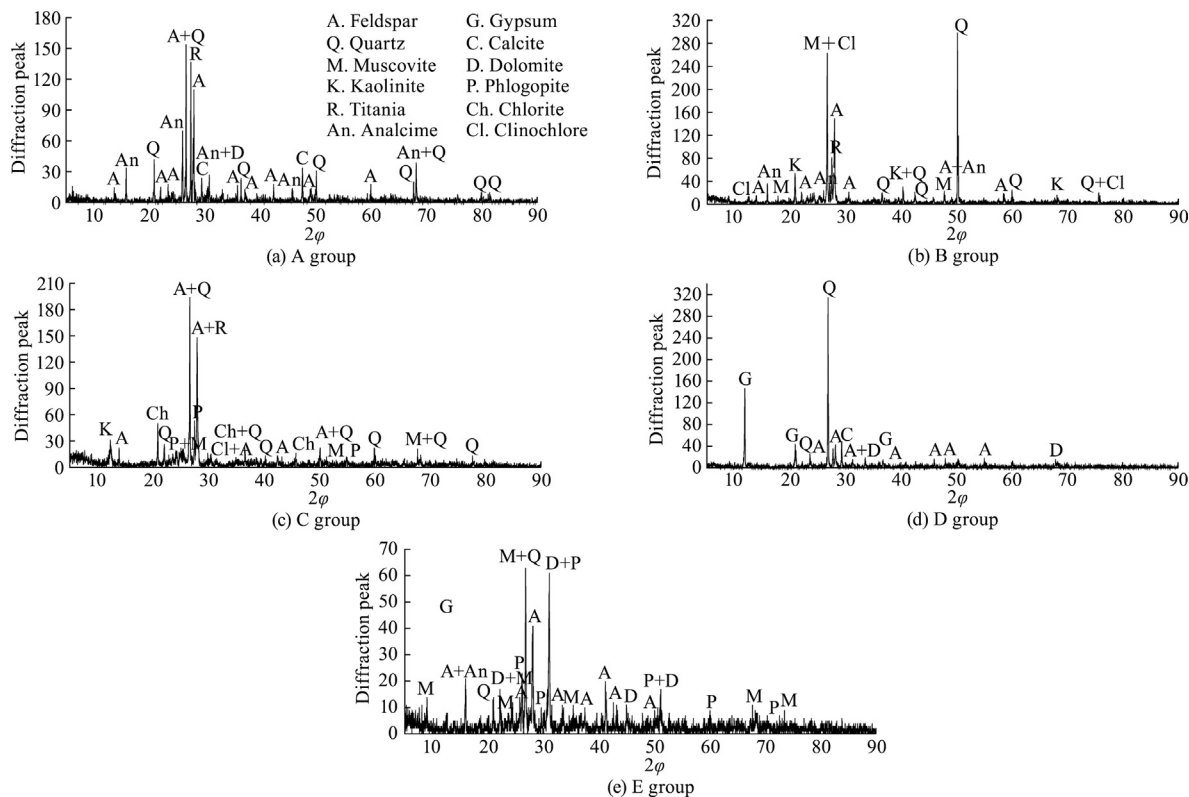 180
150
120
90
60
30
0
Diffraction peak
A+Q
R
A
An
An
Q
A
A
A
C
An+D
A
Q
A
A
An
C
A
Q
A
An+Q
Q
QQ
10 20 30 40 50 60 70 80 90
2φ
(a) A group
A. Feldspar G. Gypsum
Q. Quartz C. Calcite
M. Muscovite D. Dolomite
K. Kaolinite P. Phlogopite
R. Titania Ch. Chlorite
An. Analcime Cl. Clinochlore
320
280
240
200
160
120
80
40
0
Diffraction peak
M+Cl
Q
A
R
An
K
Cl
A
M
A
A
A
Q
K+Q
Q
M
A+An
A
Q
K
Q+Cl
10 20 30 40 50 60 70 80 90
2φ
(b) B group
210
180
150
120
90
60
30
0
Diffraction peak
A+Q
A+R
K
A
Ch
Q
P
P+M
Ch+Q
Cl+A
Q
A
Ch
A+Q
M
P
Q
M+Q
Q
10 20 30 40 50 60 70 80 90
2φ
(c) C group
320
280
240
200
160
120
80
40
0
Diffraction peak
Q
G
G
Q
A
A
C
A+D
G
A
A
A
A
D
10 20 30 40 50 60 70 80 90
2φ
(d) D group
70
60
50
40
30
20
10
0
Diffraction peak
M+Q
D+P
G
A
A+An
M
Q
D+M
M
P
A
P
A
M
A
A
A
D
P+D
A
P
M
P
M
10 20 30 40 50 60 70 80 90
2φ
(e) E group